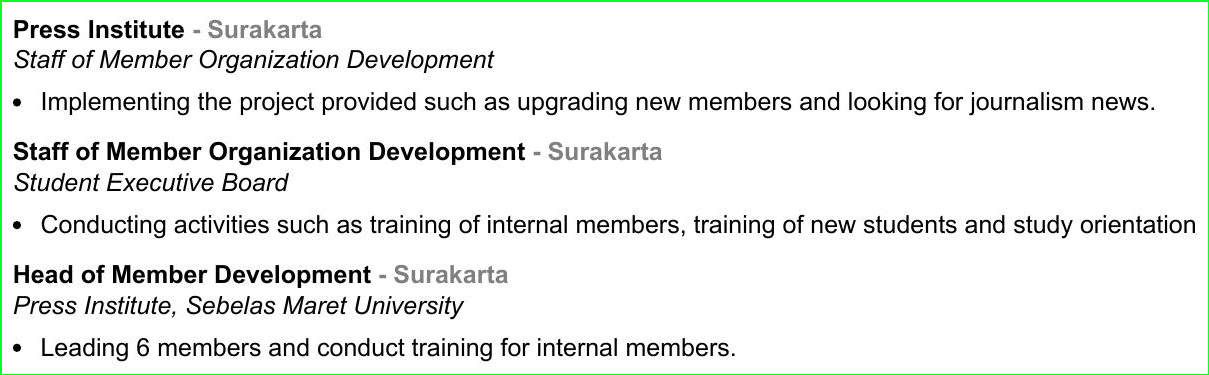 Press Institute - Surakarta
Staff of Member Organization Development
• Implementing the project provided such as upgrading new members and looking for journalism news.
Staff of Member Organization Development - Surakarta
Student Executive Board
• Conducting activities such as training of internal members, training of new students and study orientation
Head of Member Development - Surakarta
Press Institute, Sebelas Maret University
• Leading 6 members and conduct training for internal members.